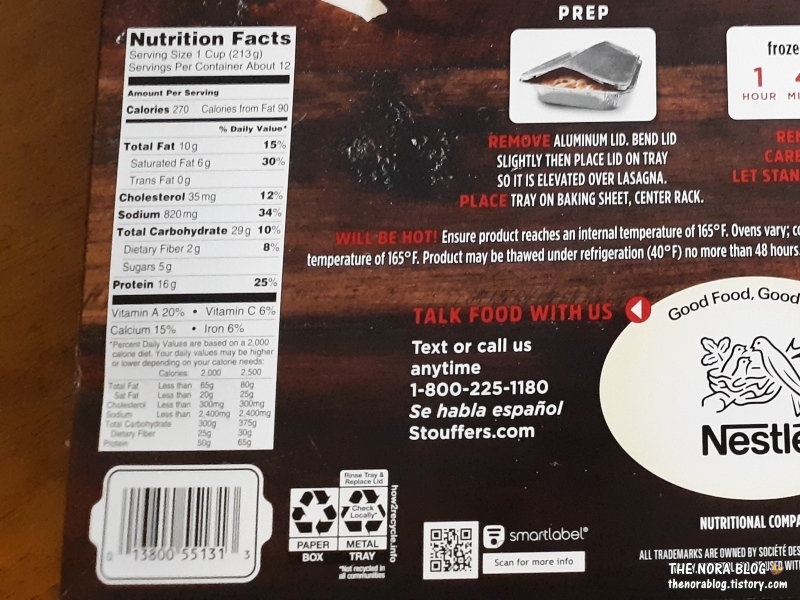 Nutrition Facts
Serving Size 1 Cup (213g)
Servings Per Container About 12
Amount Per Serving
Calories 270 Calories from Fat 90
% Daily Value*
Total Fat 10g 15%
Saturated Fat 6g 30%
Trans Fat 0g
Cholesterol 35mg 12%
Sodium 820mg 34%
Total Carbohydrate 29g 10%
Dietary Fiber 2g 8%
Sugars 5g
Protein 16g 25%
Vitamin A 20% • Vitamin C 6%
Calcium 15% • Iron 6%
*Percent Daily Values are based on a 2,000
calorie diet. Your daily values may be higher
or lower depending on your calorie needs:
Calories: 2,000 2,500
Total Fat Less than 65g 80g
Sat Fat Less than 20g 25g
Cholesterol Less than 300mg 300mg
Sodium Less than 2,400mg 2,400mg
Total Carbohydrate 300g 375g
Dietary Fiber 25g 30g
Protein 50g 65g
0 13800 55131 3
Rinse Tray &
Replace Lid
Check
Locally*
PAPER
BOX
METAL
TRAY
*Not recycled in
all communities
how2recycle.info
PREP
REMOVE ALUMINUM LID. BEND LID
SLIGHTLY THEN PLACE LID ON TRAY
SO IT IS ELEVATED OVER LASAGNA.
PLACE TRAY ON BAKING SHEET, CENTER RACK.
froze
1 4
HOUR MI
REM
CARE
LET STAN
WILL BE HOT! Ensure product reaches an internal temperature of 165°F. Ovens vary; co
temperature of 165°F. Product may be thawed under refrigeration (40°F) no more than 48 hours.
TALK FOOD WITH US
Text or call us
anytime
1-800-225-1180
Se habla español
Stouffers.com
smartlabel®
Scan for more info
Good Food, Good
Nestlé
NUTRITIONAL COMPA
ALL TRADEMARKS ARE OWNED BY SOCIÉTÉ DES
USED WITH
THE NORA BLOG
thenorablog.tistory.com